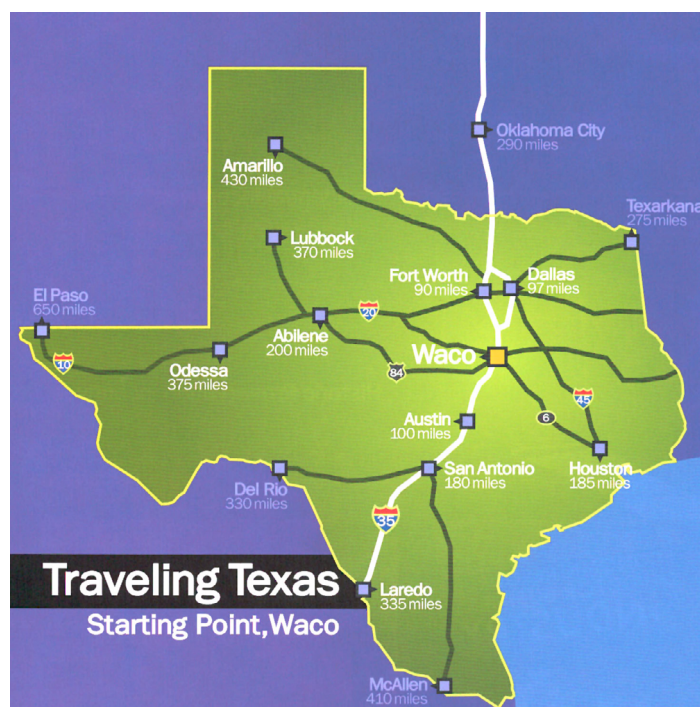 Oklahoma City
290 miles
Amarillo
430 miles
Texarkana
275 miles
Lubbock
370 miles
Fort Worth
90 miles
Dallas
97 miles
El Paso
650 miles
20
Abilene
200 miles
Waco
10
Odessa
375 miles
84
45
Austin
100 miles
6
San Antonio
180 miles
Houston
185 miles
Del Rio
330 miles
35
Traveling Texas
Starting Point, Waco
Laredo
335 miles
McAllen
410 miles